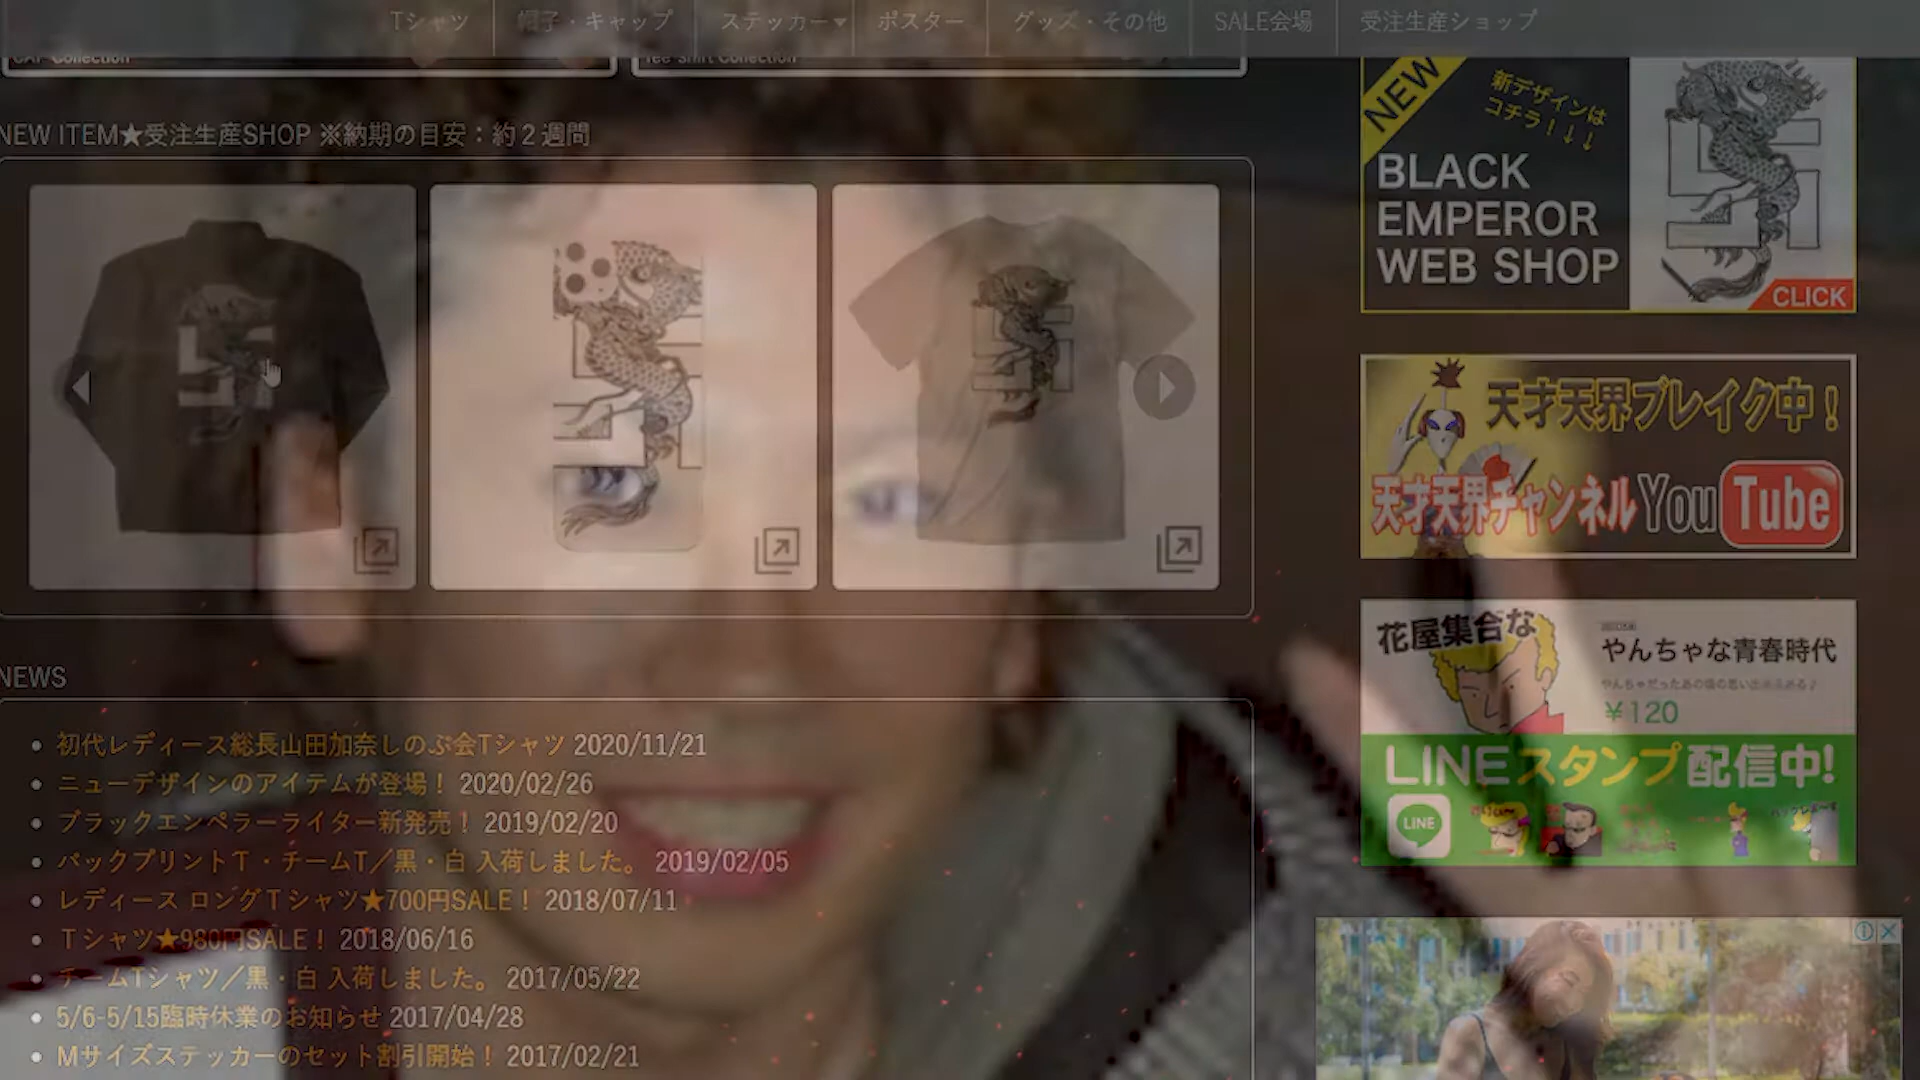 Tシャツ
帽子・キャップ
ステッカー▼
ポスター
グッズ・その他
SALE会場
受注生産ショップ
CAP Collection
Tee Shirt Collection
NEW ITEM★受注生産SHOP ※納期の目安：約２週間
NEW
新デザインは
コチラ！↓↓
BLACK
EMPEROR
WEB SHOP
CLICK
天才天界ブレイク中！
天才天界チャンネルYouTube
花屋集合な
やんちゃな青春時代
¥120
LINEスタンプ配信中!
LINE
NEWS
初代レディース総長山田加奈しのぶ会Tシャツ 2020/11/21
ニューデザインのアイテムが登場！ 2020/02/26
ブラックエンペラーライター新発売！ 2019/02/20
バックプリントT・チームT／黒・白 入荷しました。 2019/02/05
レディース ロングTシャツ★700円SALE！ 2018/07/11
Tシャツ★980円SALE！ 2018/06/16
チームTシャツ／黒・白 入荷しました。 2017/05/22
5/6-5/15臨時休業のお知らせ 2017/04/28
Mサイズステッカーのセット割引開始！ 2017/02/21